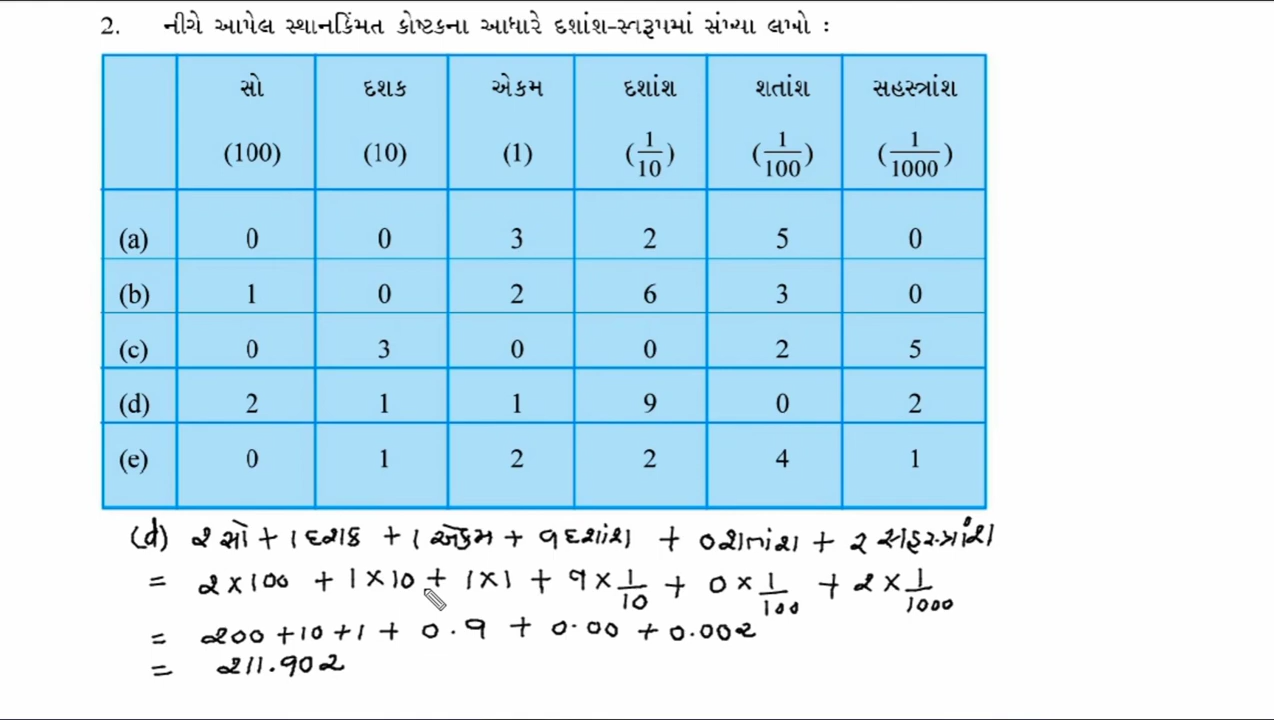 2. નીચે આપેલ સ્થાનકિંમત કોષ્ટકના આધારે દશાંશ-સ્વરૂપમાં સંખ્યા લખો :
સો દશક એકમ દશાંશ શતાંશ સહસ્ત્રાંશ
(100) (10) (1) (1/10) (1/100) (1/1000)
(a) 0 0 3 2 5 0
(b) 1 0 2 6 3 0
(c) 0 3 0 0 2 5
(d) 2 1 1 9 0 2
(e) 0 1 2 2 4 1
(d) 2 સો + 1 દશક + 1 એકમ + 9 દશાંશ + 0 શતાંશ + 2 સહસ્ત્રાંશ
= 2 × 100 + 1 × 10 + 1 × 1 + 9 × 1/10 + 0 × 1/100 + 2 × 1/1000
= 200 + 10 + 1 + 0.9 + 0.00 + 0.002
= 211.902